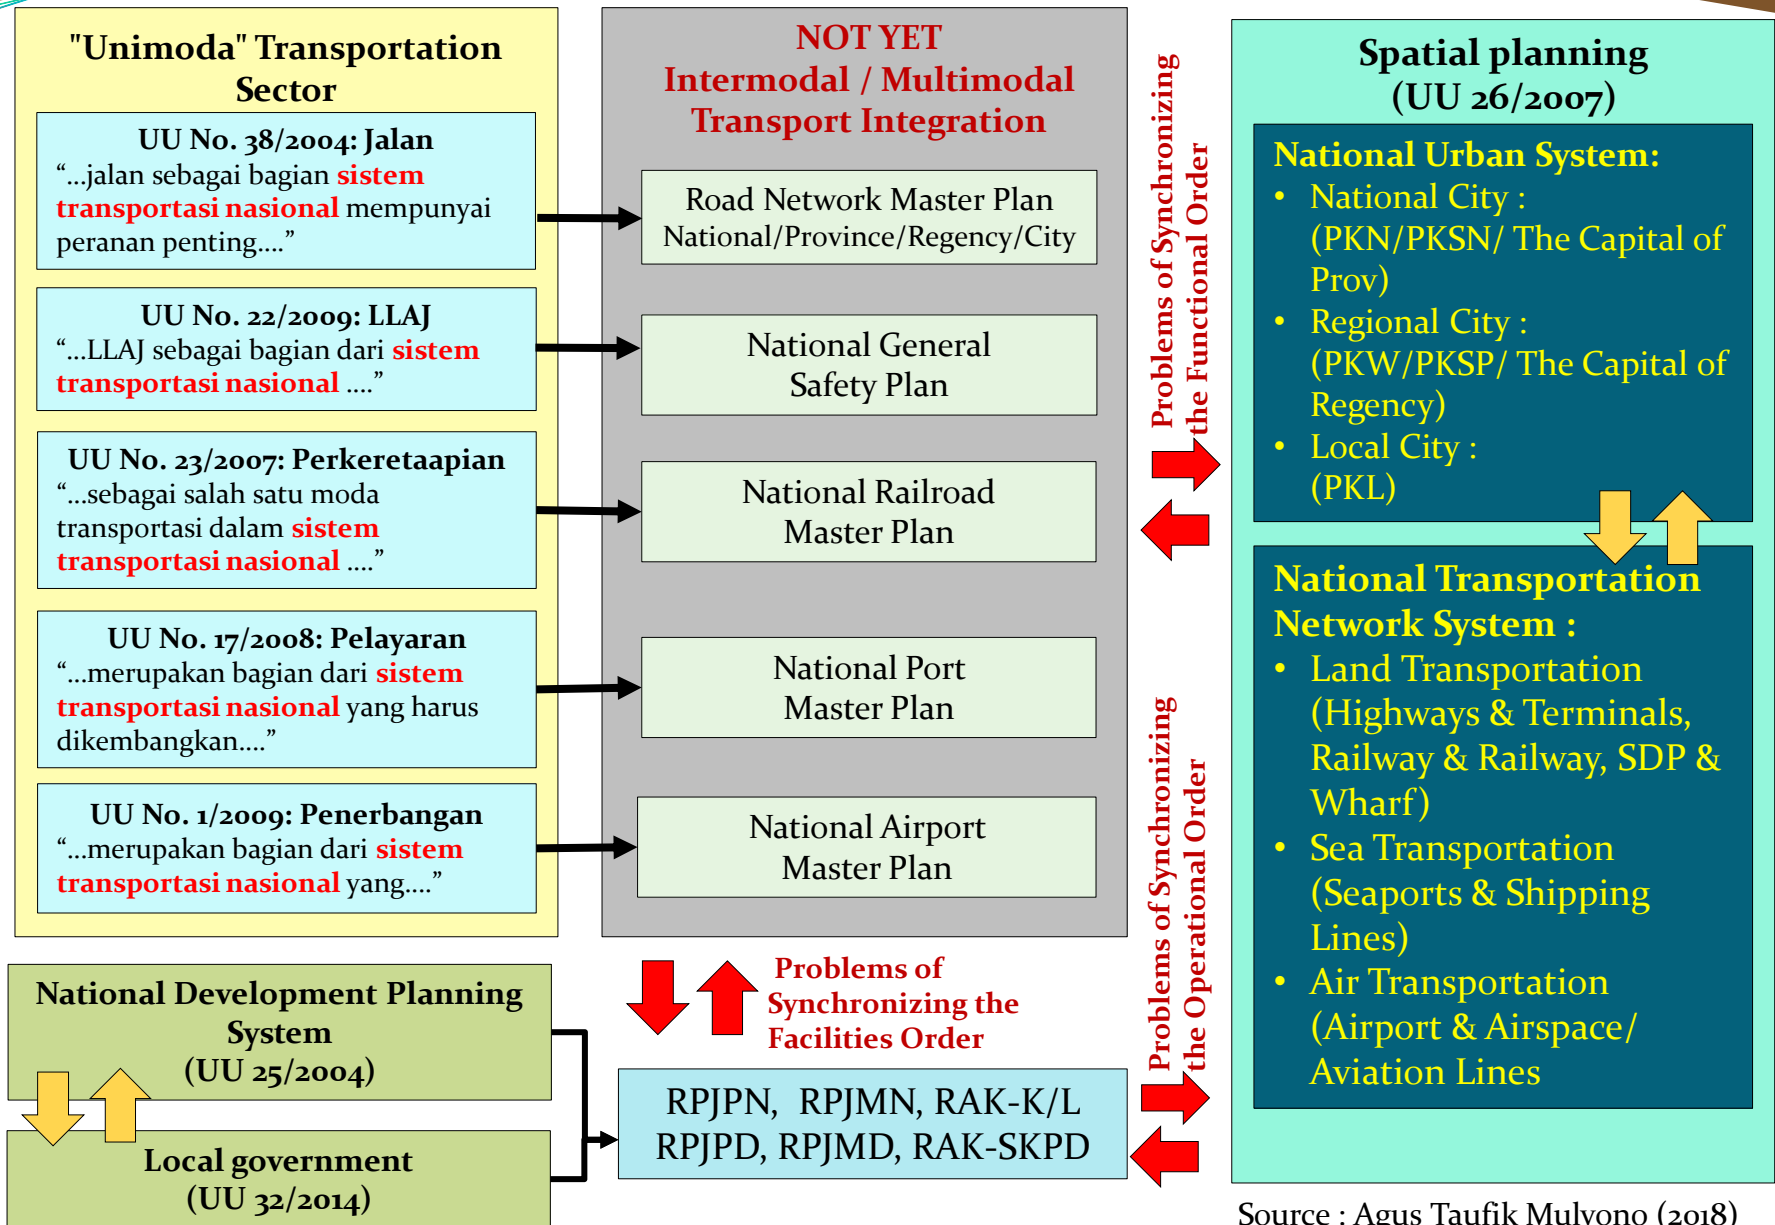 "Unimoda" Transportation
Sector
UU No. 38/2004: Jalan
“...jalan sebagai bagian sistem
transportasi nasional mempunyai
peranan penting....”
UU No. 22/2009: LLAJ
“...LLAJ sebagai bagian dari sistem
transportasi nasional ....”
UU No. 23/2007: Perkeretaapian
“...sebagai salah satu moda
transportasi dalam sistem
transportasi nasional ....”
UU No. 17/2008: Pelayaran
“...merupakan bagian dari sistem
transportasi nasional yang harus
dikembangkan....”
UU No. 1/2009: Penerbangan
“...merupakan bagian dari sistem
transportasi nasional yang....”
NOT YET
Intermodal / Multimodal
Transport Integration
Road Network Master Plan
National/Province/Regency/City
National General
Safety Plan
National Railroad
Master Plan
National Port
Master Plan
National Airport
Master Plan
Problems of Synchronizing
the Functional Order
Problems of Synchronizing
the Operational Order
Spatial planning
(UU 26/2007)
National Urban System:
• National City :
(PKN/PKSN/ The Capital of
Prov)
• Regional City :
(PKW/PKSP/ The Capital of
Regency)
• Local City :
(PKL)
National Transportation
Network System :
• Land Transportation
(Highways & Terminals,
Railway & Railway, SDP &
Wharf)
• Sea Transportation
(Seaports & Shipping
Lines)
• Air Transportation
(Airport & Airspace/
Aviation Lines
National Development Planning
System
(UU 25/2004)
Local government
(UU 32/2014)
Problems of
Synchronizing the
Facilities Order
RPJPN, RPJMN, RAK-K/L
RPJPD, RPJMD, RAK-SKPD
Source : Agus Taufik Mulyono (2018)